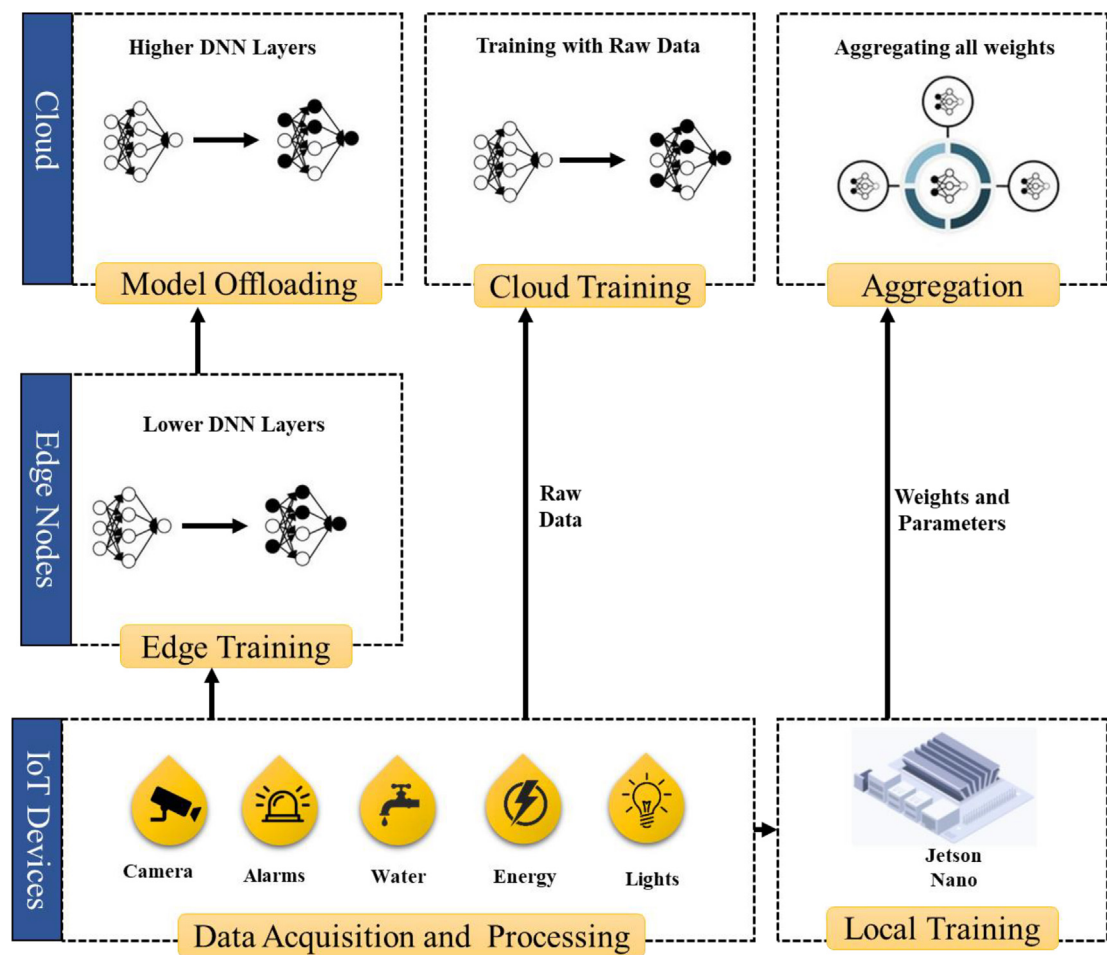 Cloud
Higher DNN Layers
Model Offloading
Training with Raw Data
Cloud Training
Aggregating all weights
Aggregation
Edge Nodes
Lower DNN Layers
Edge Training
Raw
Data
Weights and
Parameters
IoT Devices
Camera
Alarms
Water
Energy
Lights
Data Acquisition and Processing
Jetson
Nano
Local Training